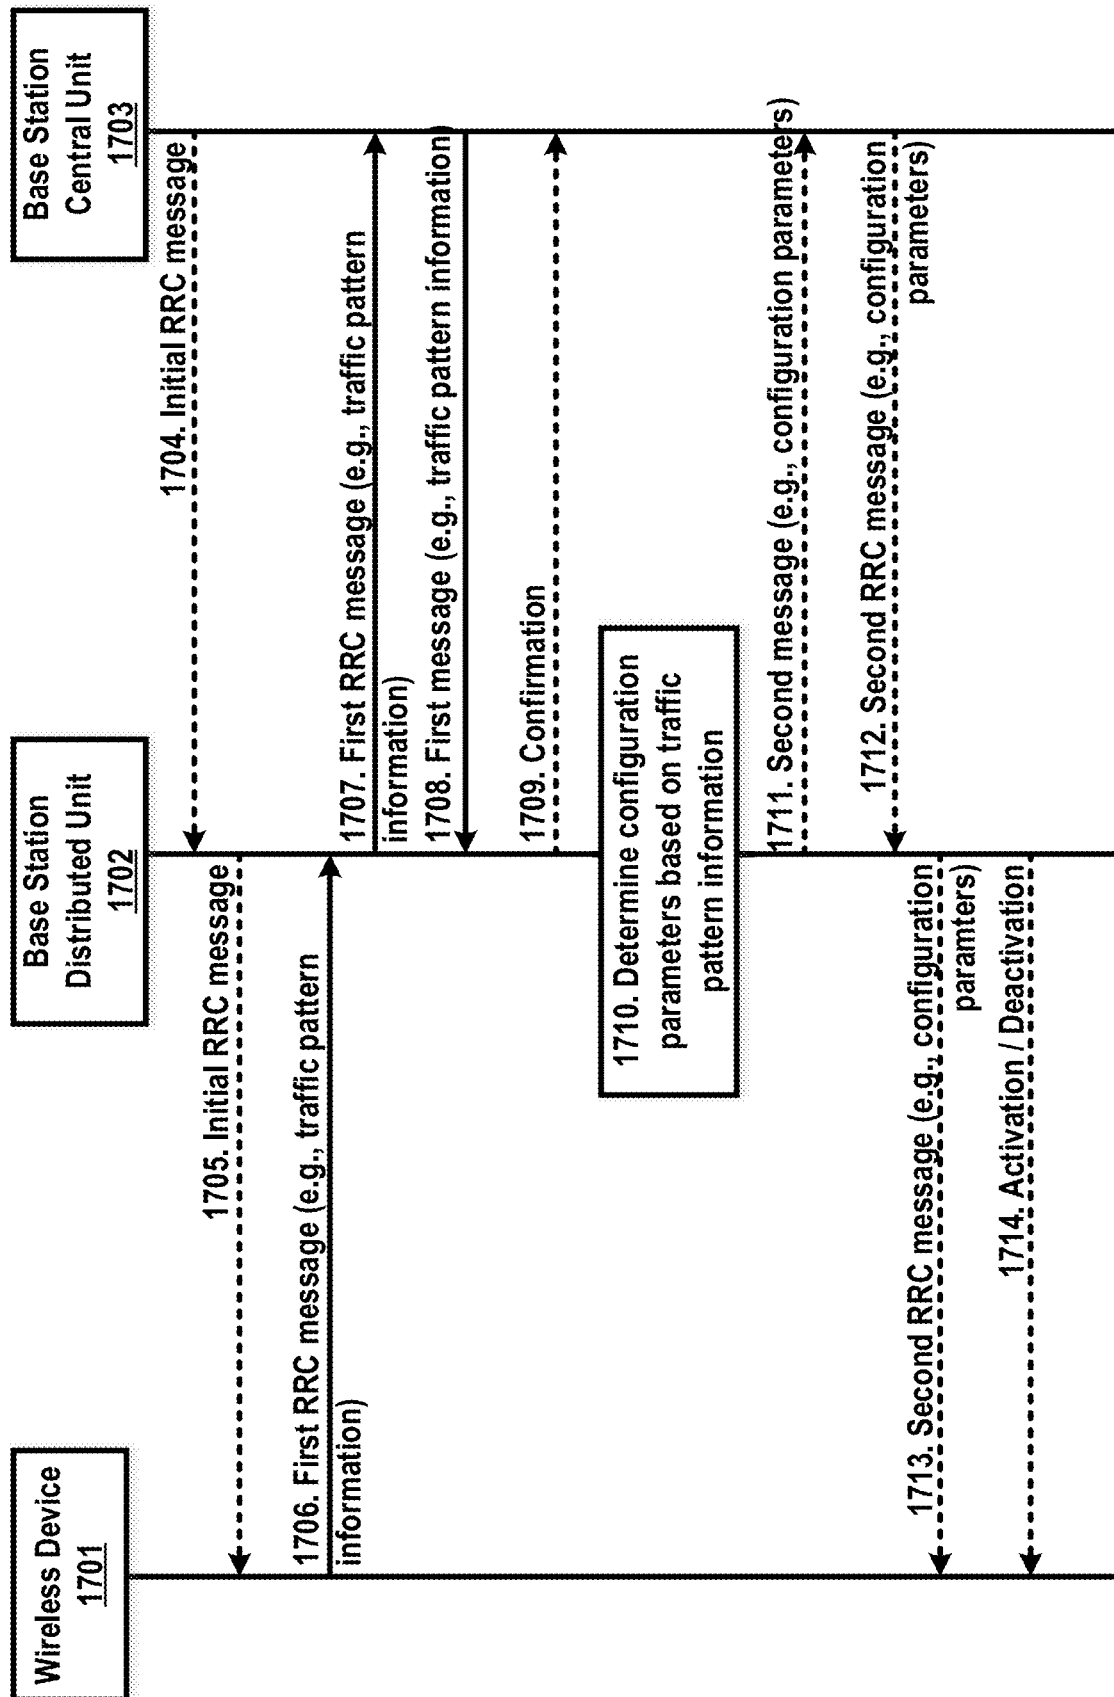 Wireless Device
1701
Base Station
Distributed Unit
1702
Base Station
Central Unit
1703
1704. Initial RRC message
1705. Initial RRC message
1706. First RRC message (e.g., traffic pattern
information)
1707. First RRC message (e.g., traffic pattern
information)
1708. First message (e.g., traffic pattern information)
1709. Confirmation
1710. Determine configuration
parameters based on traffic
pattern information
1711. Second message (e.g., configuration parameters)
1712. Second RRC message (e.g., configuration
parameters)
1713. Second RRC message (e.g., configuration
paramters)
1714. Activation / Deactivation